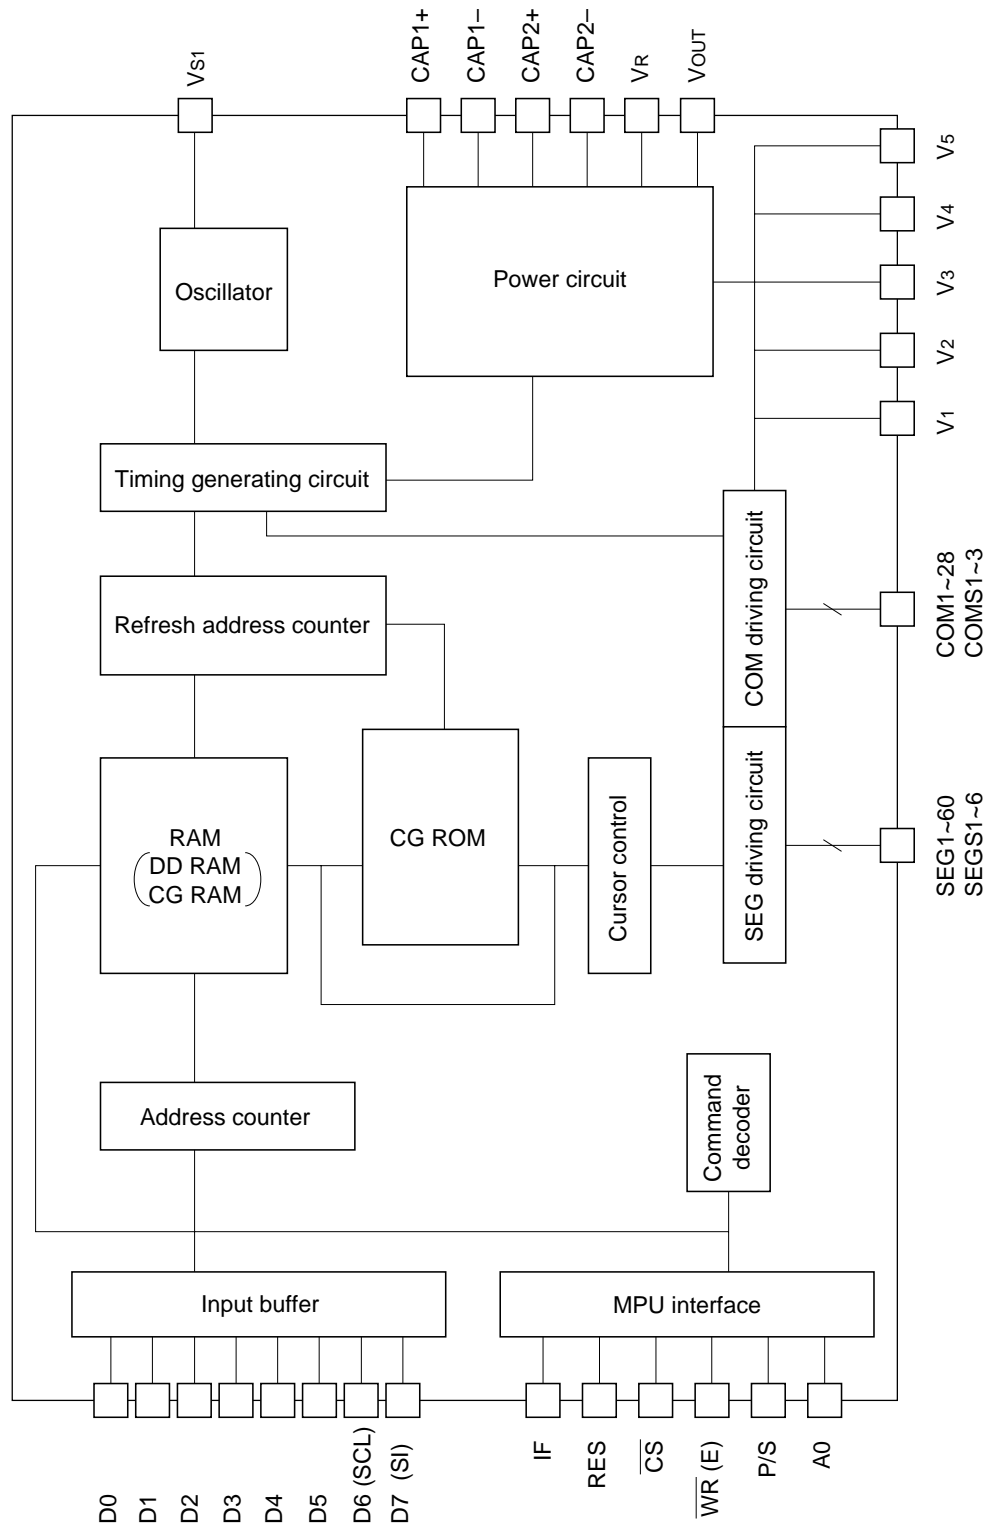 VS1
CAP1+
CAP1–
CAP2+
CAP2–
VR
VOUT
V5
V4
V3
V2
V1
Oscillator
Power circuit
Timing generating circuit
COM driving circuit
COM1~28
COMS1~3
Refresh address counter
RAM
DD RAM
CG RAM
CG ROM
Cursor control
SEG driving circuit
SEG1~60
SEGS1~6
Address counter
Command
decoder
Input buffer
MPU interface
D0
D1
D2
D3
D4
D5
D6 (SCL)
D7 (SI)
IF
RES
C̅S̅
W̅R̅ (E)
P/S
A0